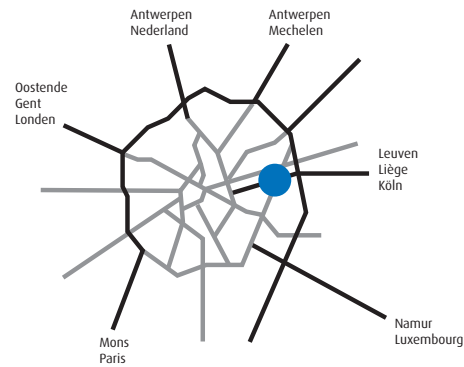 Antwerpen
Nederland
Antwerpen
Mechelen
Oostende
Gent
Londen
Leuven
Liège
Köln
Namur
Luxembourg
Mons
Paris